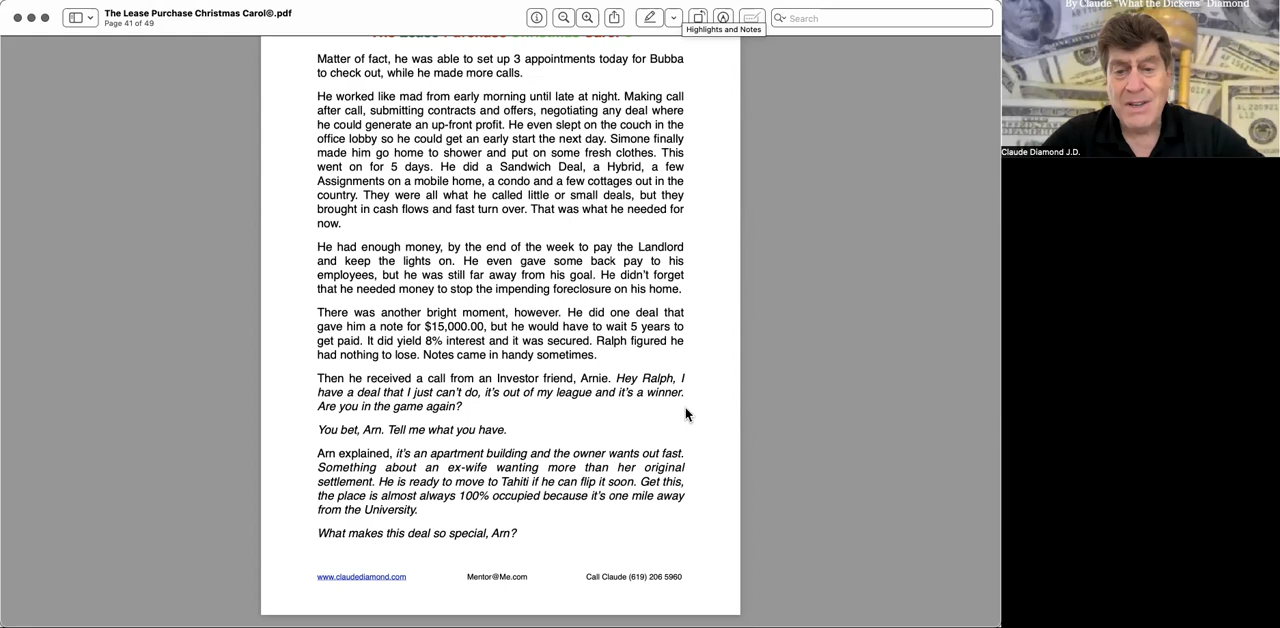 The Lease Purchase Christmas Carol©.pdf
Page 41 of 49
Search
Highlights and Notes
By Claude "What the Dickens" Diamond
Claude Diamond J.D.
The Lease Purchase Christmas Carol©
Matter of fact, he was able to set up 3 appointments today for Bubba
to check out, while he made more calls.
He worked like mad from early morning until late at night. Making call
after call, submitting contracts and offers, negotiating any deal where
he could generate an up-front profit. He even slept on the couch in the
office lobby so he could get an early start the next day. Simone finally
made him go home to shower and put on some fresh clothes. This
went on for 5 days. He did a Sandwich Deal, a Hybrid, a few
Assignments on a mobile home, a condo and a few cottages out in the
country. They were all what he called little or small deals, but they
brought in cash flows and fast turn over. That was what he needed for
now.
He had enough money, by the end of the week to pay the Landlord
and keep the lights on. He even gave some back pay to his
employees, but he was still far away from his goal. He didn't forget
that he needed money to stop the impending foreclosure on his home.
There was another bright moment, however. He did one deal that
gave him a note for $15,000.00, but he would have to wait 5 years to
get paid. It did yield 8% interest and it was secured. Ralph figured he
had nothing to lose. Notes came in handy sometimes.
Then he received a call from an Investor friend, Arnie. Hey Ralph, I
have a deal that I just can't do, it's out of my league and it's a winner.
Are you in the game again?
You bet, Arn. Tell me what you have.
Arn explained, it's an apartment building and the owner wants out fast.
Something about an ex-wife wanting more than her original
settlement. He is ready to move to Tahiti if he can flip it soon. Get this,
the place is almost always 100% occupied because it's one mile away
from the University.
What makes this deal so special, Arn?
www.claudediamond.com Mentor@Me.com Call Claude (619) 206 5960